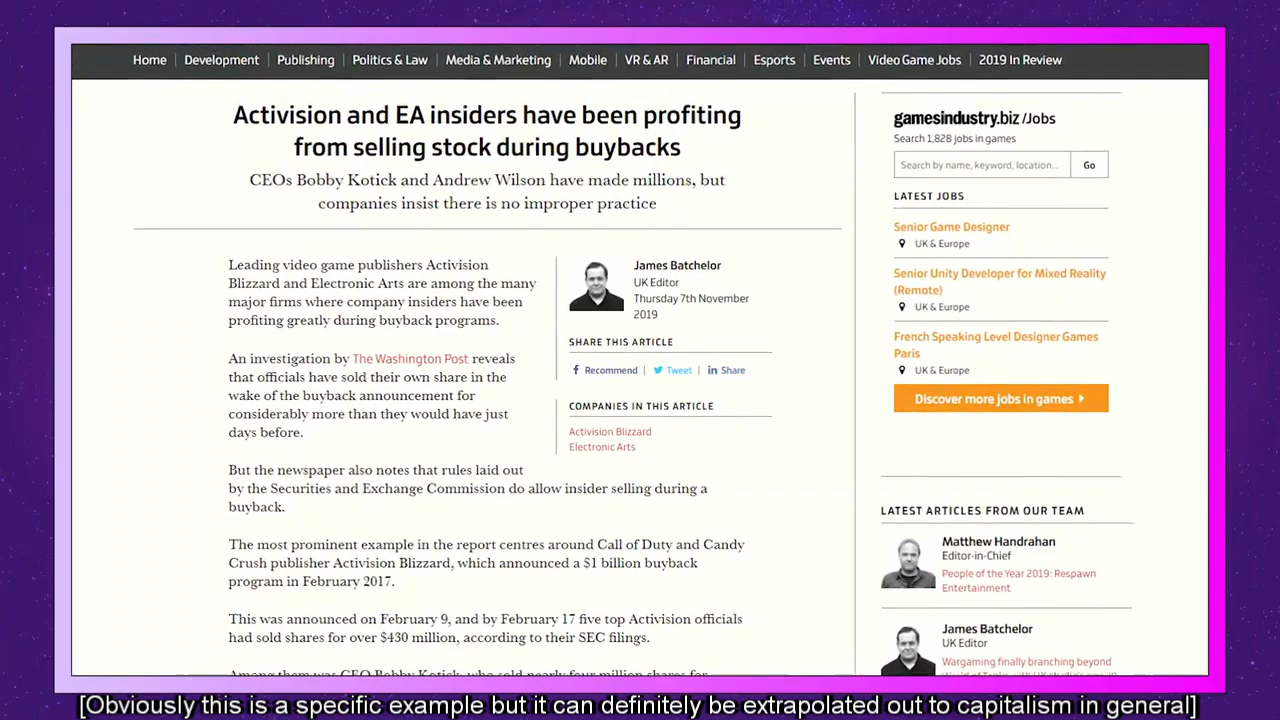 Home
Development
Publishing
Politics & Law
Media & Marketing
Mobile
VR & AR
Financial
Esports
Events
Video Game Jobs
2019 In Review
Activision and EA insiders have been profiting
from selling stock during buybacks
CEOs Bobby Kotick and Andrew Wilson have made millions, but
companies insist there is no improper practice
Leading video game publishers Activision
Blizzard and Electronic Arts are among the many
major firms where company insiders have been
profiting greatly during buyback programs.
An investigation by The Washington Post reveals
that officials have sold their own share in the
wake of the buyback announcement for
considerably more than they would have just
days before.
But the newspaper also notes that rules laid out
by the Securities and Exchange Commission do allow insider selling during a
buyback.
The most prominent example in the report centres around Call of Duty and Candy
Crush publisher Activision Blizzard, which announced a $1 billion buyback
program in February 2017.
This was announced on February 9, and by February 17 five top Activision officials
had sold shares for over $430 million, according to their SEC filings.
Among them was CEO Bobby Kotick, who sold nearly four million shares for
James Batchelor
UK Editor
Thursday 7th November
2019
SHARE THIS ARTICLE
Recommend
Tweet
Share
COMPANIES IN THIS ARTICLE
Activision Blizzard
Electronic Arts
gamesindustry.biz /Jobs
Search 1,828 jobs in games
Search by name, keyword, location...
Go
LATEST JOBS
Senior Game Designer
UK & Europe
Senior Unity Developer for Mixed Reality
(Remote)
UK & Europe
French Speaking Level Designer Games
Paris
UK & Europe
Discover more jobs in games
LATEST ARTICLES FROM OUR TEAM
Matthew Handrahan
Editor-in-Chief
People of the Year 2019: Respawn
Entertainment
James Batchelor
UK Editor
Wargaming finally branching beyond
[Obviously this is a specific example but it can definitely be extrapolated out to capitalism in general]